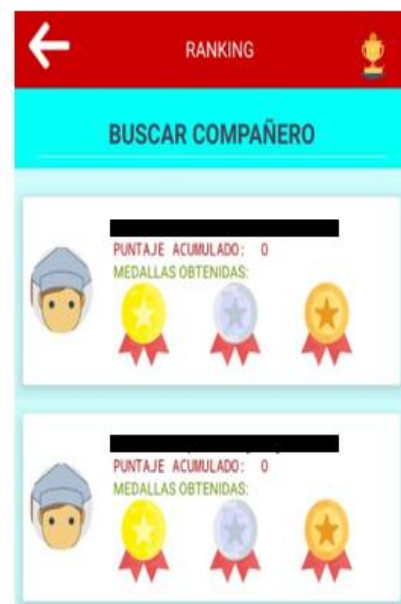 RANKING
BUSCAR COMPAÑERO
PUNTAJE ACUMULADO: 0
MEDALLAS OBTENIDAS:
PUNTAJE ACUMULADO: 0
MEDALLAS OBTENIDAS: